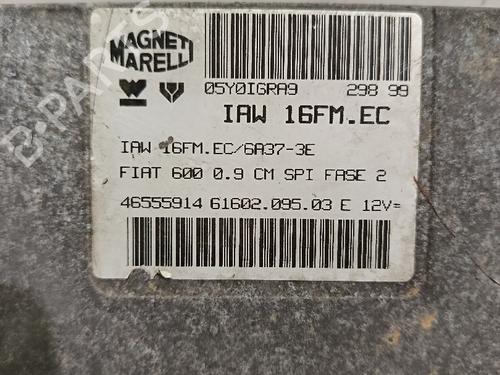 MAGNETI
MARELLI
05Y0IGRA9 298 99
IAW 16FM.EC
IAW 16FM.EC/6A37-3E
FIAT 600 0.9 CM SPI FASE 2
46555914 61602.095.03 E 12V=